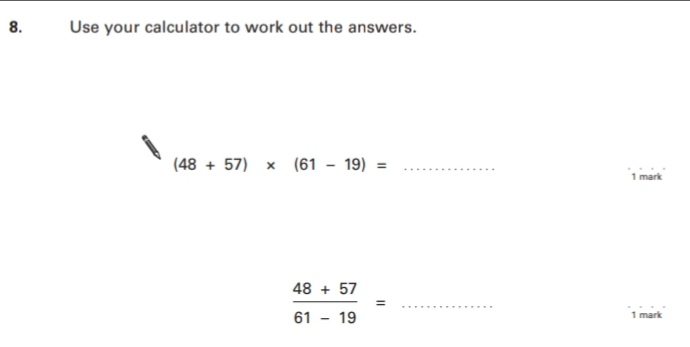 8. Use your calculator to work out the answers.
(48 + 57) × (61 − 19) = ...............
1 mark
48 + 57
61 − 19
= ...............
1 mark